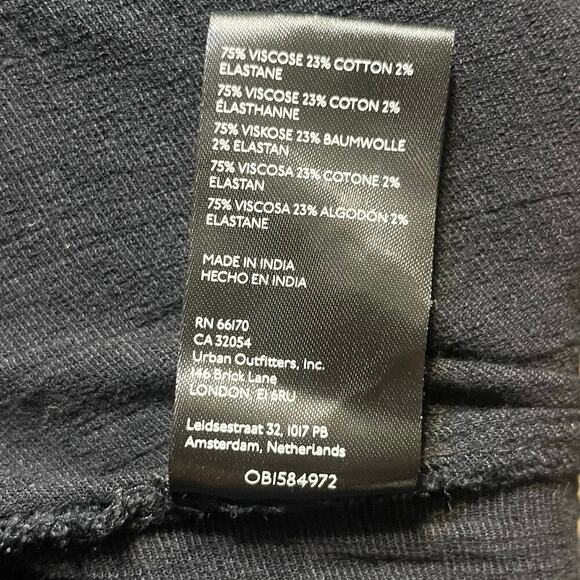 75% VISCOSE 23% COTTON 2%
ELASTANE
75% VISCOSE 23% COTON 2%
ÉLASTHANNE
75% VISKOSE 23% BAUMWOLLE
2% ELASTAN
75% VISCOSA 23% COTONE 2%
ELASTAN
75% VISCOSA 23% ALGODÓN 2%
ELASTANE
MADE IN INDIA
HECHO EN INDIA
RN 66170
CA 32054
Urban Outfitters, Inc.
146 Brick Lane
LONDON, E1 6RU
Leidsestraat 32, 1017 PB
Amsterdam, Netherlands
OB1584972